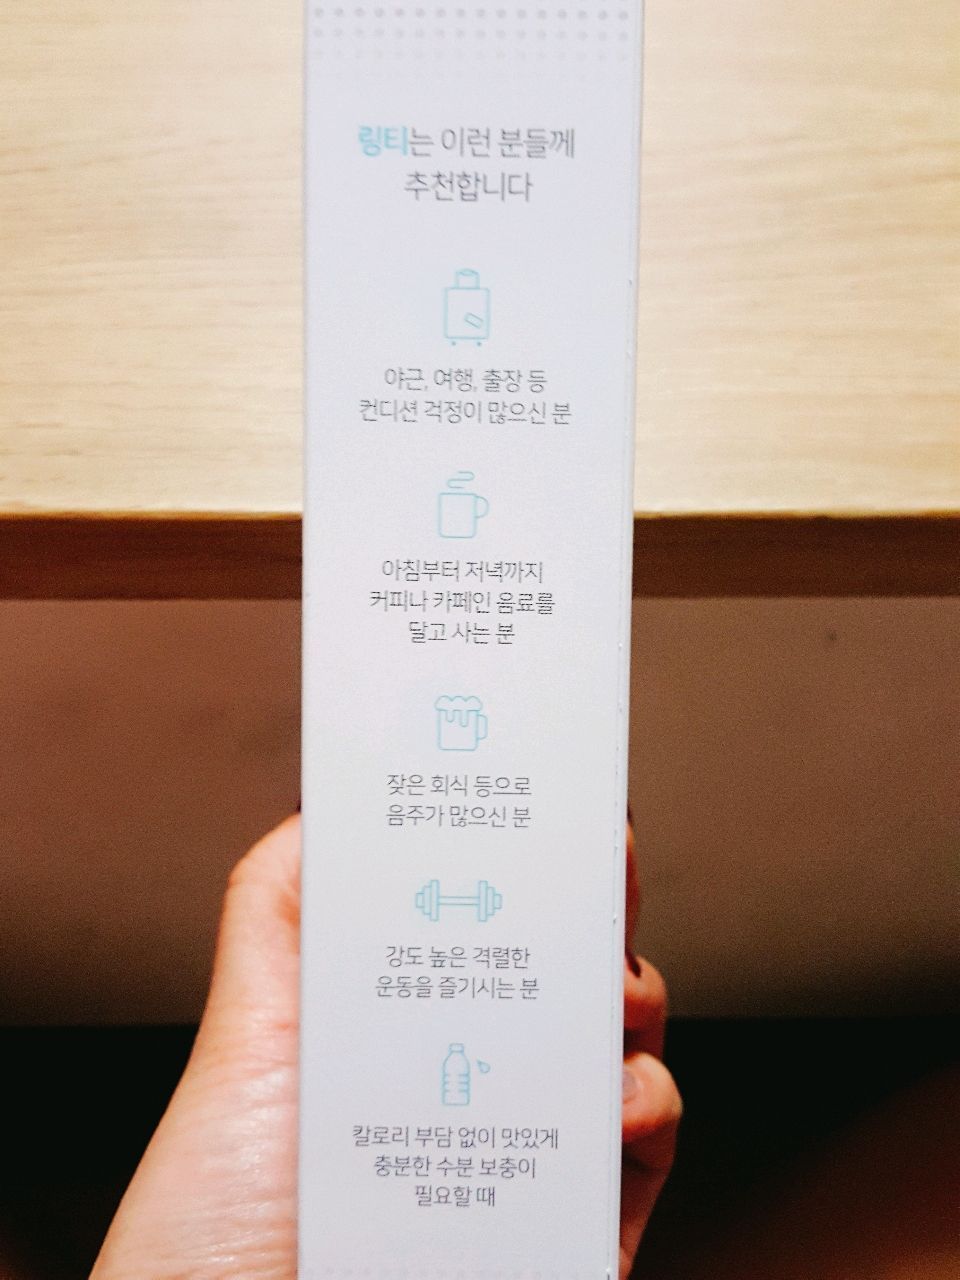 링티는 이런 분들께
추천합니다
야근, 여행, 출장 등
컨디션 걱정이 많으신 분
아침부터 저녁까지
커피나 카페인 음료를
달고 사는 분
잦은 회식 등으로
음주가 많으신 분
강도 높은 격렬한
운동을 즐기시는 분
칼로리 부담 없이 맛있게
충분한 수분 보충이
필요할 때